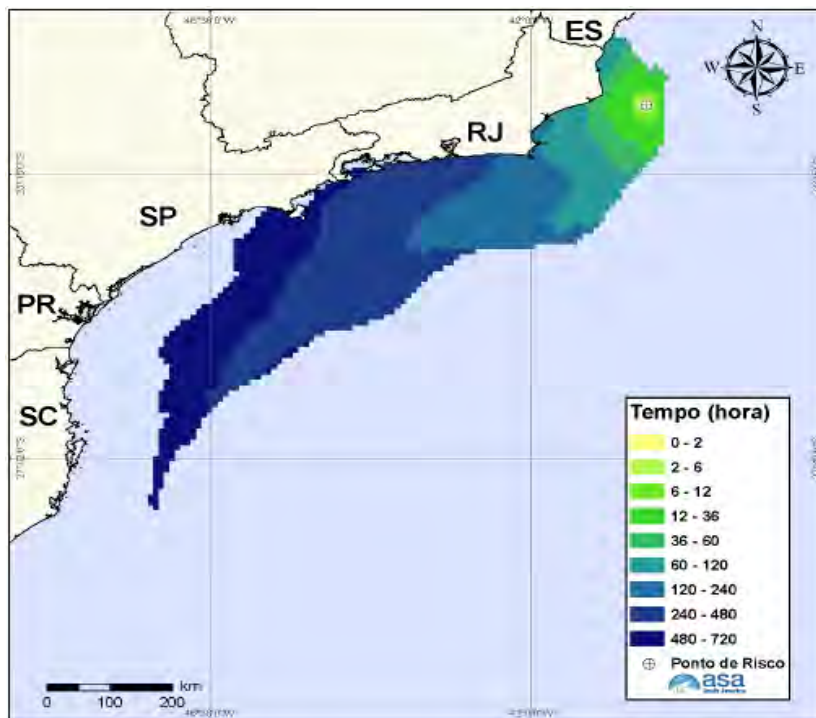 ES
N
W E
S
RJ
SP
PR
SC
Tempo (hora)
0 - 2
2 - 6
6 - 12
12 - 36
36 - 60
60 - 120
120 - 240
240 - 480
480 - 720
Ponto de Risco
asa
km
0 100 200